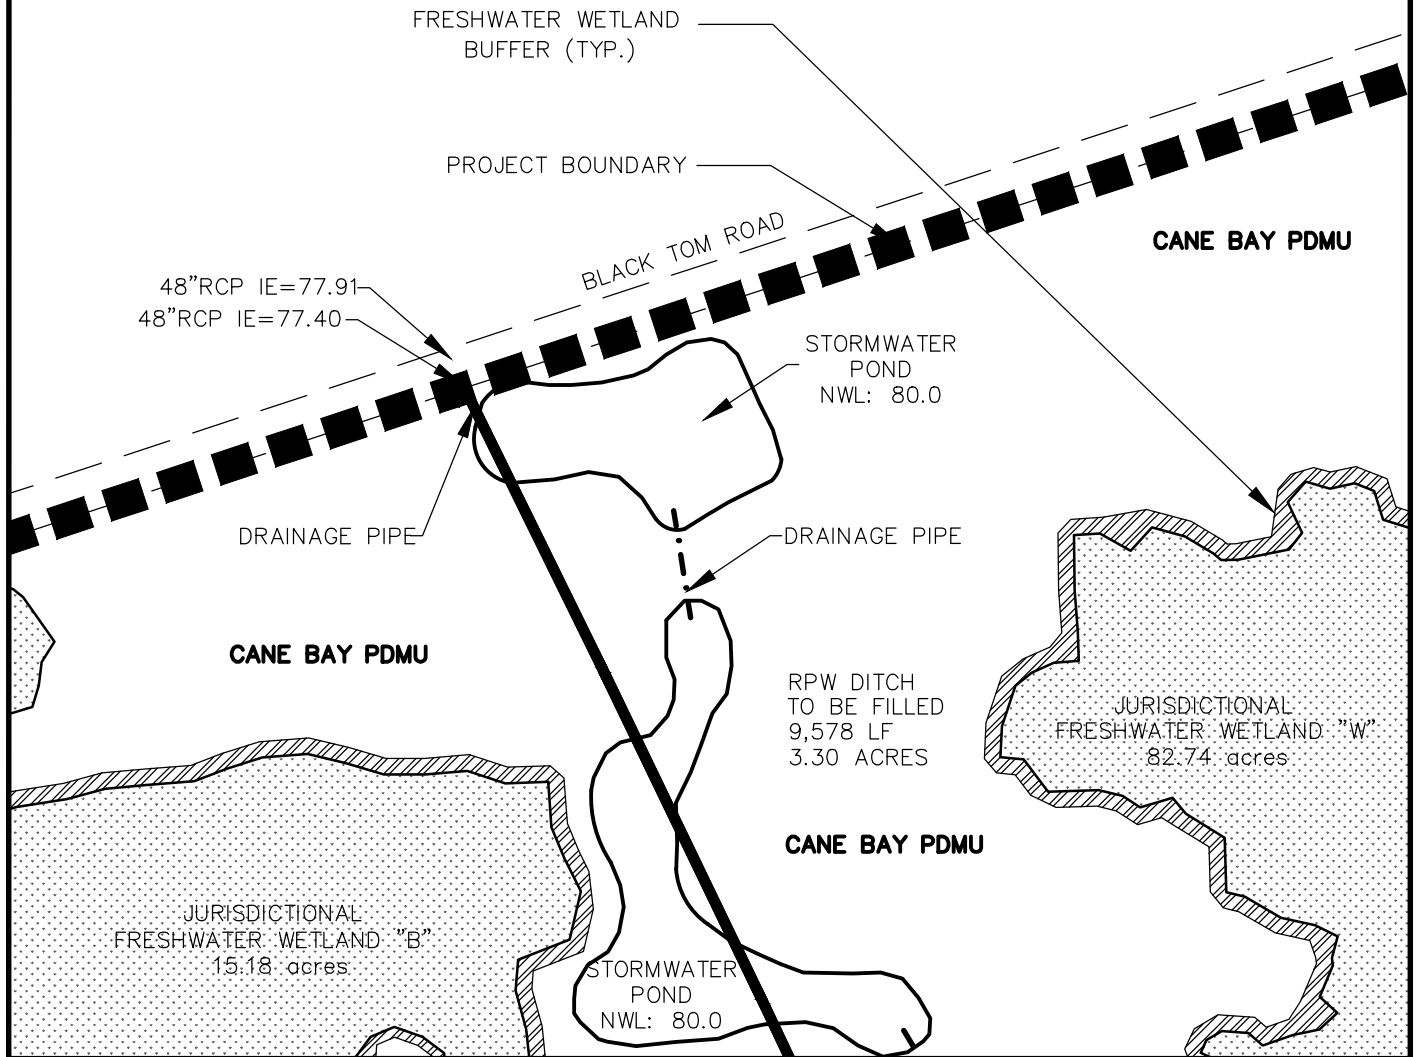 FRESHWATER WETLAND
BUFFER (TYP.)
PROJECT BOUNDARY
BLACK TOM ROAD
CANE BAY PDMU
48"RCP IE=77.91
48"RCP IE=77.40
STORMWATER
POND
NWL: 80.0
DRAINAGE PIPE
DRAINAGE PIPE
CANE BAY PDMU
RPW DITCH
TO BE FILLED
9,578 LF
3.30 ACRES
JURISDICTIONAL
FRESHWATER WETLAND "W"
82.74 acres
CANE BAY PDMU
JURISDICTIONAL
FRESHWATER WETLAND "B"
15.18 acres
STORMWATER
POND
NWL: 80.0